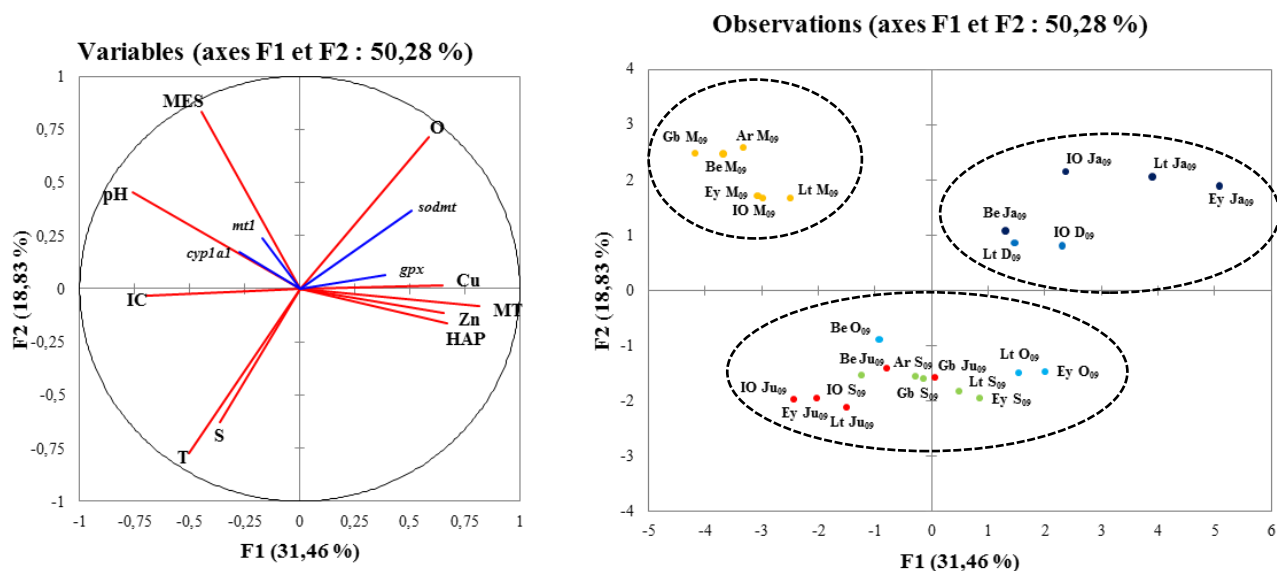 Variables (axes F1 et F2 : 50,28 %)
1
0,75
0,5
0,25
0
-0,25
-0,5
-0,75
-1
-1
-0,75
-0,5
-0,25
0
0,25
0,5
0,75
1
F2 (18,83 %)
F1 (31,46 %)
MES
O
pH
sodmt
mt1
cyp1a1
gpx
Cu
IC
MT
Zn
HAP
S
T
Observations (axes F1 et F2 : 50,28 %)
4
3
2
1
0
-1
-2
-3
-4
-5
-4
-3
-2
-1
0
1
2
3
4
5
6
F2 (18,83 %)
F1 (31,46 %)
Gb M09
Ar M09
Be M09
Ey M09
Lt M09
IO M09
IO Ja09
Lt Ja09
Ey Ja09
Be Ja09
IO D09
Lt D09
Be O09
Be Ju09
Ar S09
Gb Ju09
Lt O09
Ey O09
IO Ju09
IO S09
Gb S09
Lt S09
Ey Ju09
Ey S09
Lt Ju09